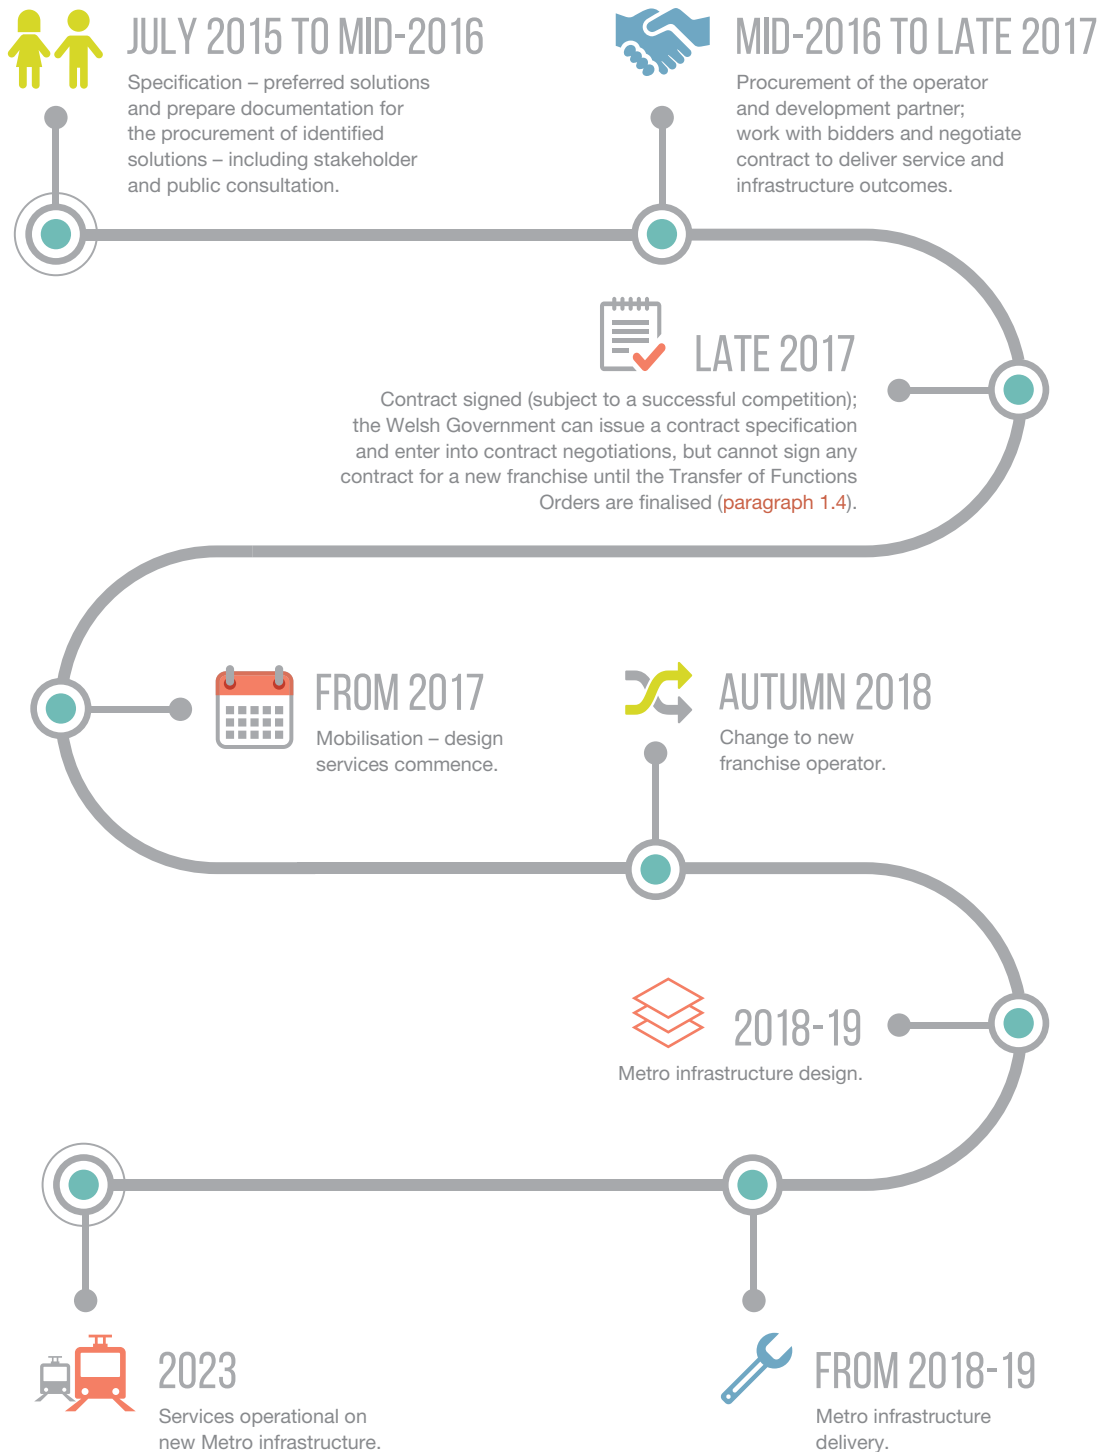 JULY 2015 TO MID-2016
Specification – preferred solutions
and prepare documentation for
the procurement of identified
solutions – including stakeholder
and public consultation.
MID-2016 TO LATE 2017
Procurement of the operator
and development partner;
work with bidders and negotiate
contract to deliver service and
infrastructure outcomes.
LATE 2017
Contract signed (subject to a successful competition);
the Welsh Government can issue a contract specification
and enter into contract negotiations, but cannot sign any
contract for a new franchise until the Transfer of Functions
Orders are finalised (paragraph 1.4).
FROM 2017
Mobilisation – design
services commence.
AUTUMN 2018
Change to new
franchise operator.
2018-19
Metro infrastructure design.
FROM 2018-19
Metro infrastructure
delivery.
2023
Services operational on
new Metro infrastructure.